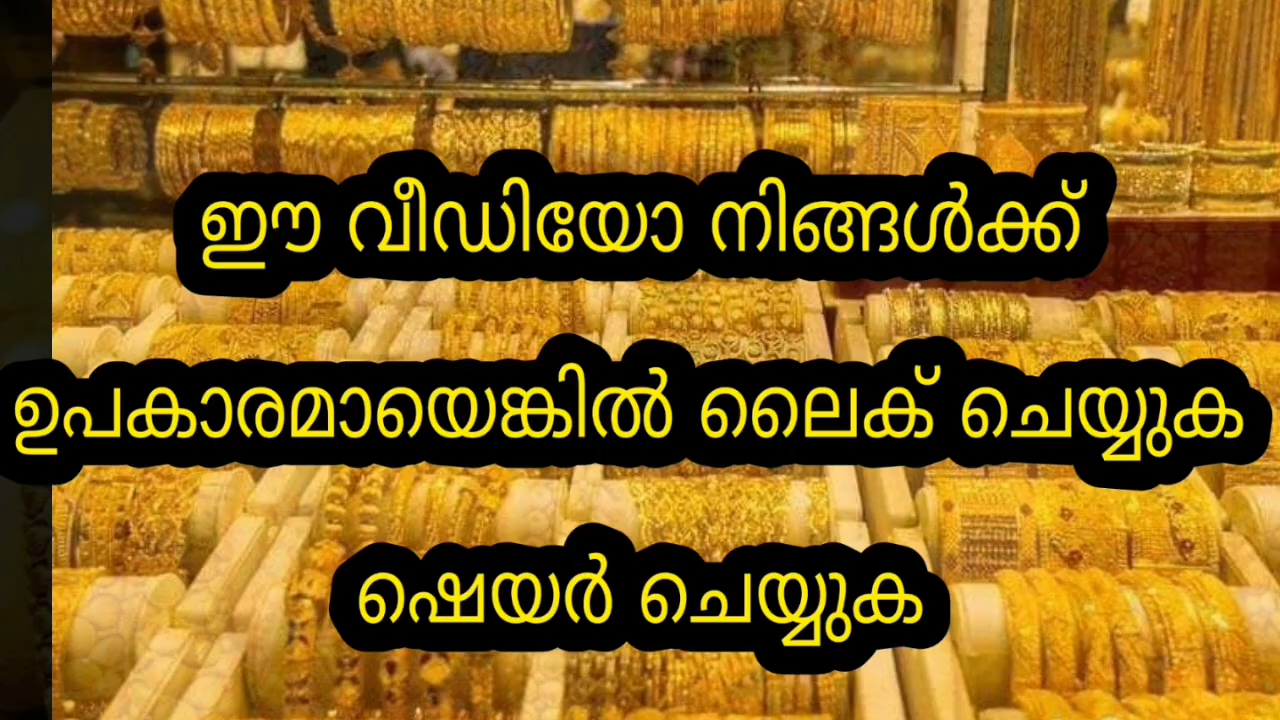 ഈ വീഡിയോ നിങ്ങൾക്ക്
ഉപകാരമായെങ്കിൽ ലൈക് ചെയ്യുക
ഷെയർ ചെയ്യുക